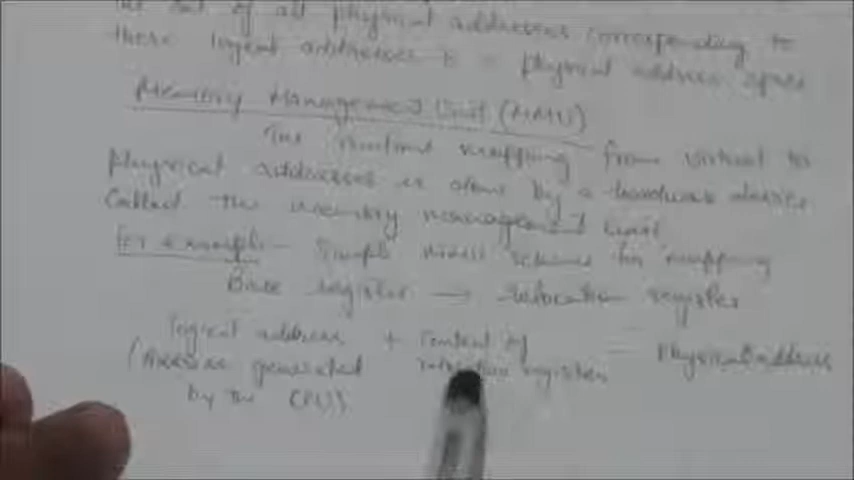 the set of all physical addresses corresponding to
these logical addresses is a physical address space
Memory Management Unit (MMU)
The runtime mapping from virtual to
physical addresses is done by a hardware device
Called the memory management Unit
For example - Simple MMU scheme for mapping
Base register → relocation register
logical address + Content of = Physical address
(Address generated relocation register
by the CPU)